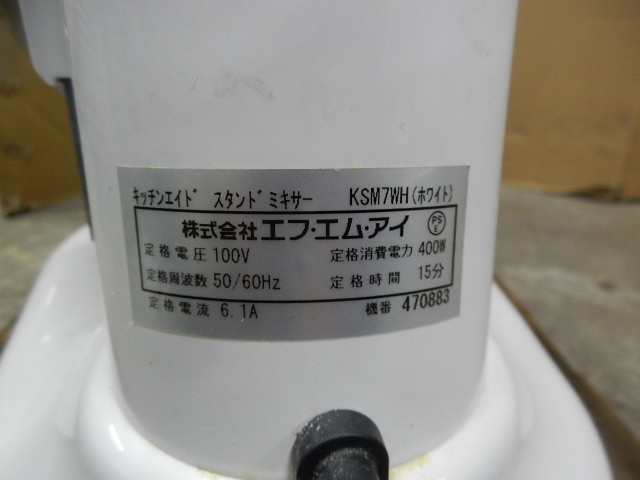 キッチンエイド スタンドミキサー KSM7WH(ホワイト)
株式会社エフ・エム・アイ PSE
定格電圧 100V 定格消費電力 400W
定格周波数 50/60Hz 定格時間 15分
定格電流 6.1A 機番 470883